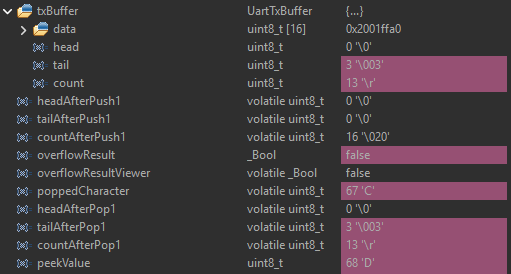 txBuffer UartTxBuffer {...}
data uint8_t [16] 0x2001ffa0
head uint8_t 0 '\0'
tail uint8_t 3 '\003'
count uint8_t 13 '\r'
headAfterPush1 volatile uint8_t 0 '\0'
tailAfterPush1 volatile uint8_t 0 '\0'
countAfterPush1 volatile uint8_t 16 '\020'
overflowResult _Bool false
overflowResultViewer volatile _Bool false
poppedCharacter volatile uint8_t 67 'C'
headAfterPop1 volatile uint8_t 0 '\0'
tailAfterPop1 volatile uint8_t 3 '\003'
countAfterPop1 volatile uint8_t 13 '\r'
peekValue uint8_t 68 'D'